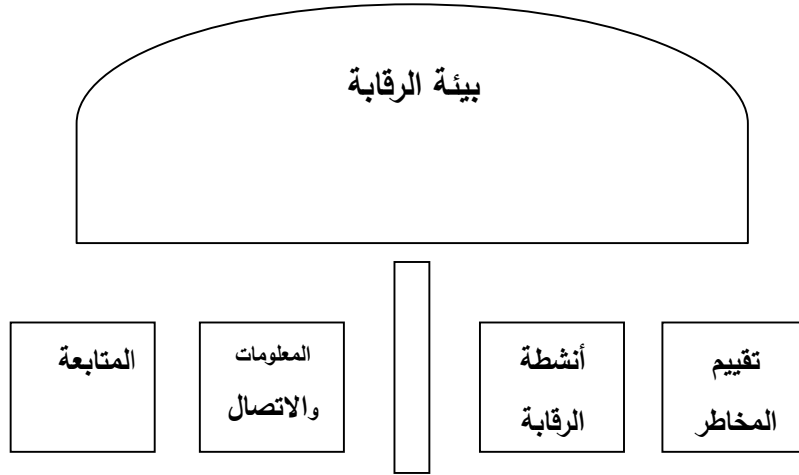 بيئة الرقابة
تقييم
المخاطر
أنشطة
الرقابة
المعلومات
والاتصال
المتابعة